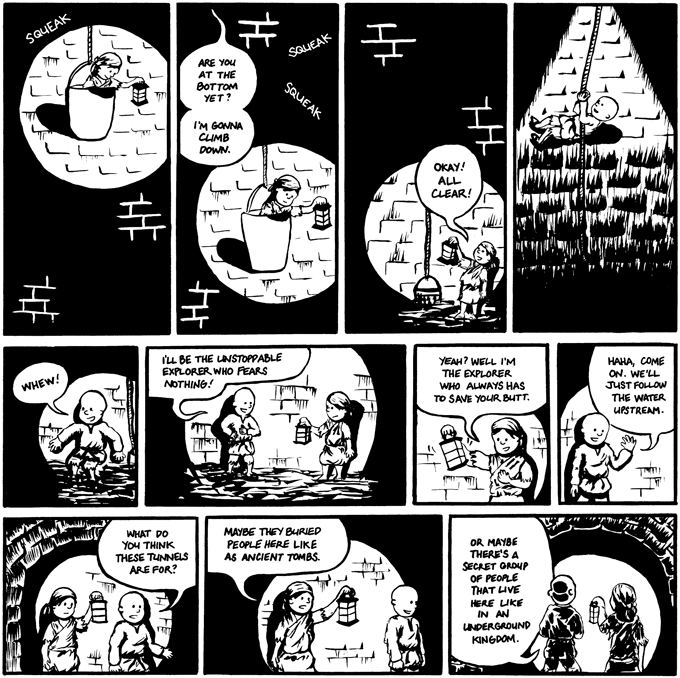 SQUEAK
ARE YOU
AT THE
BOTTOM
YET?
I'M GONNA
CLIMB
DOWN.
SQUEAK
SQUEAK
OKAY!
ALL
CLEAR!
WHEW!
I'LL BE THE UNSTOPPABLE
EXPLORER WHO FEARS
NOTHING!
YEAH? WELL I'M
THE EXPLORER
WHO ALWAYS HAS
TO SAVE YOUR BUTT.
HAHA, COME
ON. WE'LL
JUST FOLLOW
THE WATER
UPSTREAM.
WHAT DO
YOU THINK
THESE TUNNELS
ARE FOR?
MAYBE THEY BURIED
PEOPLE HERE LIKE
AS ANCIENT TOMBS.
OR MAYBE
THERE'S A
SECRET GROUP
OF PEOPLE
THAT LIVE
HERE LIKE
IN AN
UNDERGROUND
KINGDOM.